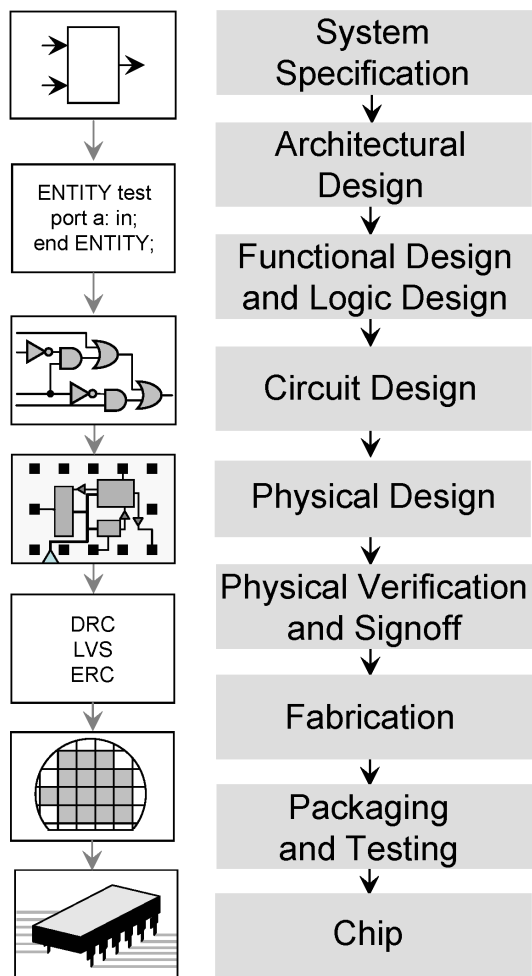 System
Specification
Architectural
Design
ENTITY test
port a: in;
end ENTITY;
Functional Design
and Logic Design
Circuit Design
Physical Design
Physical Verification
and Signoff
DRC
LVS
ERC
Fabrication
Packaging
and Testing
Chip